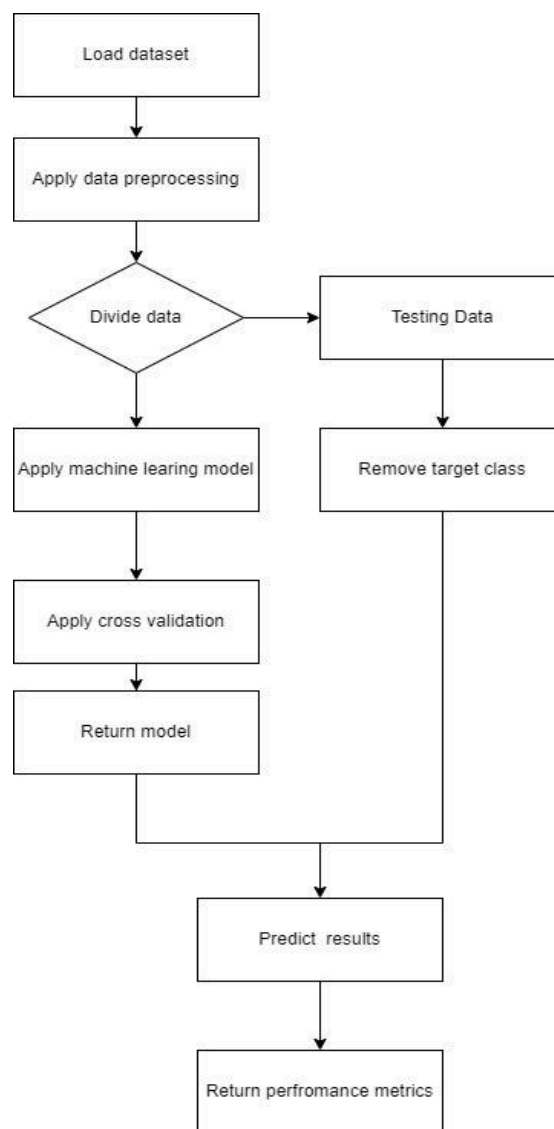 Load dataset
Apply data preprocessing
Divide data
Testing Data
Apply machine learing model
Remove target class
Apply cross validation
Return model
Predict results
Return perfromance metrics